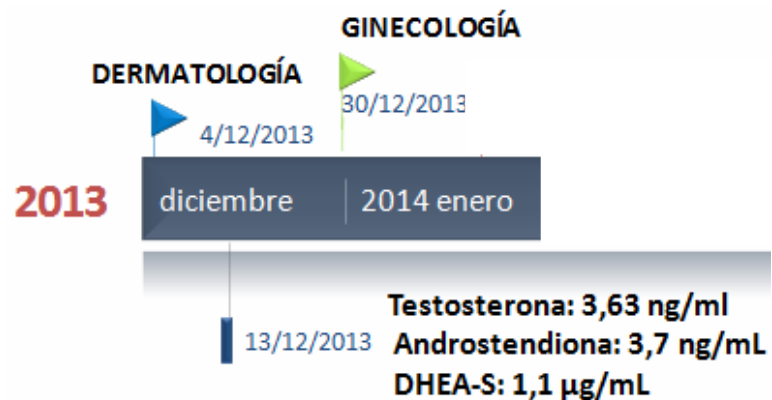 GINECOLOGÍA
DERMATOLOGÍA
30/12/2013
4/12/2013
2013
diciembre
2014 enero
Testosterona: 3,63 ng/ml
13/12/2013
Androstendiona: 3,7 ng/mL
DHEA-S: 1,1 µg/mL